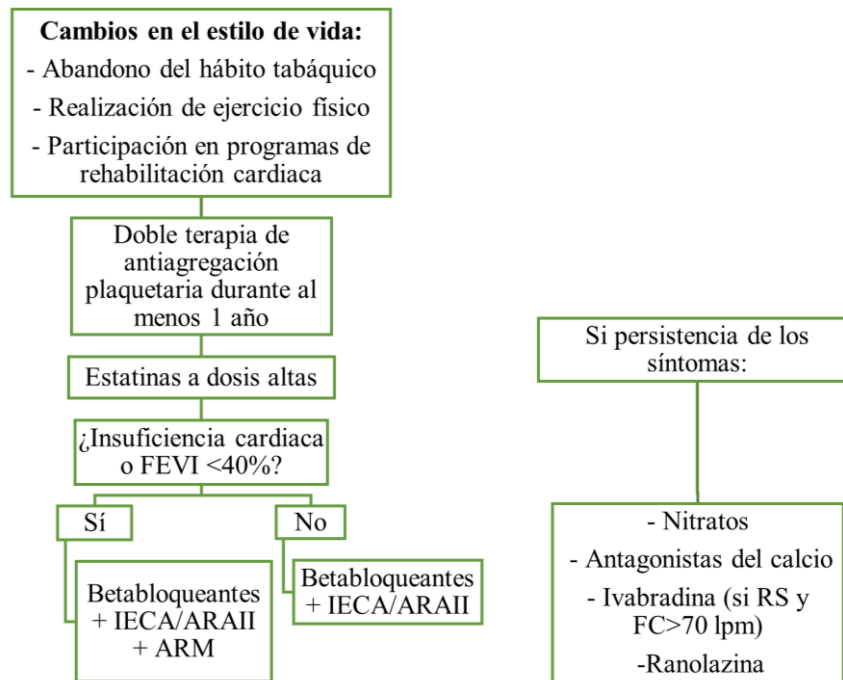 Cambios en el estilo de vida:
- Abandono del hábito tabáquico
- Realización de ejercicio físico
- Participación en programas de
rehabilitación cardiaca
Doble terapia de
antiagregación
plaquetaria durante al
menos 1 año
Estatinas a dosis altas
¿Insuficiencia cardiaca
o FEVI <40%?
Sí
No
Betabloqueantes
+ IECA/ARAII
+ ARM
Betabloqueantes
+ IECA/ARAII
Si persistencia de los
síntomas:
- Nitratos
- Antagonistas del calcio
- Ivabradina (si RS y
FC>70 lpm)
-Ranolazina